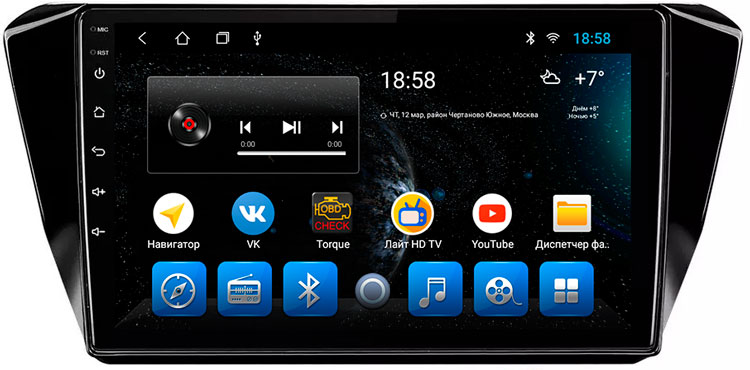 MIC
18:58
RST
18:58
+7°
ЧТ, 12 мар, район Чертаново Южное, Москва
Днём +8°
Ночью +5°
0:00
0:00
OBD
CHECK
Навигатор
VK
Torque
Лайт HD TV
YouTube
Диспетчер фа..